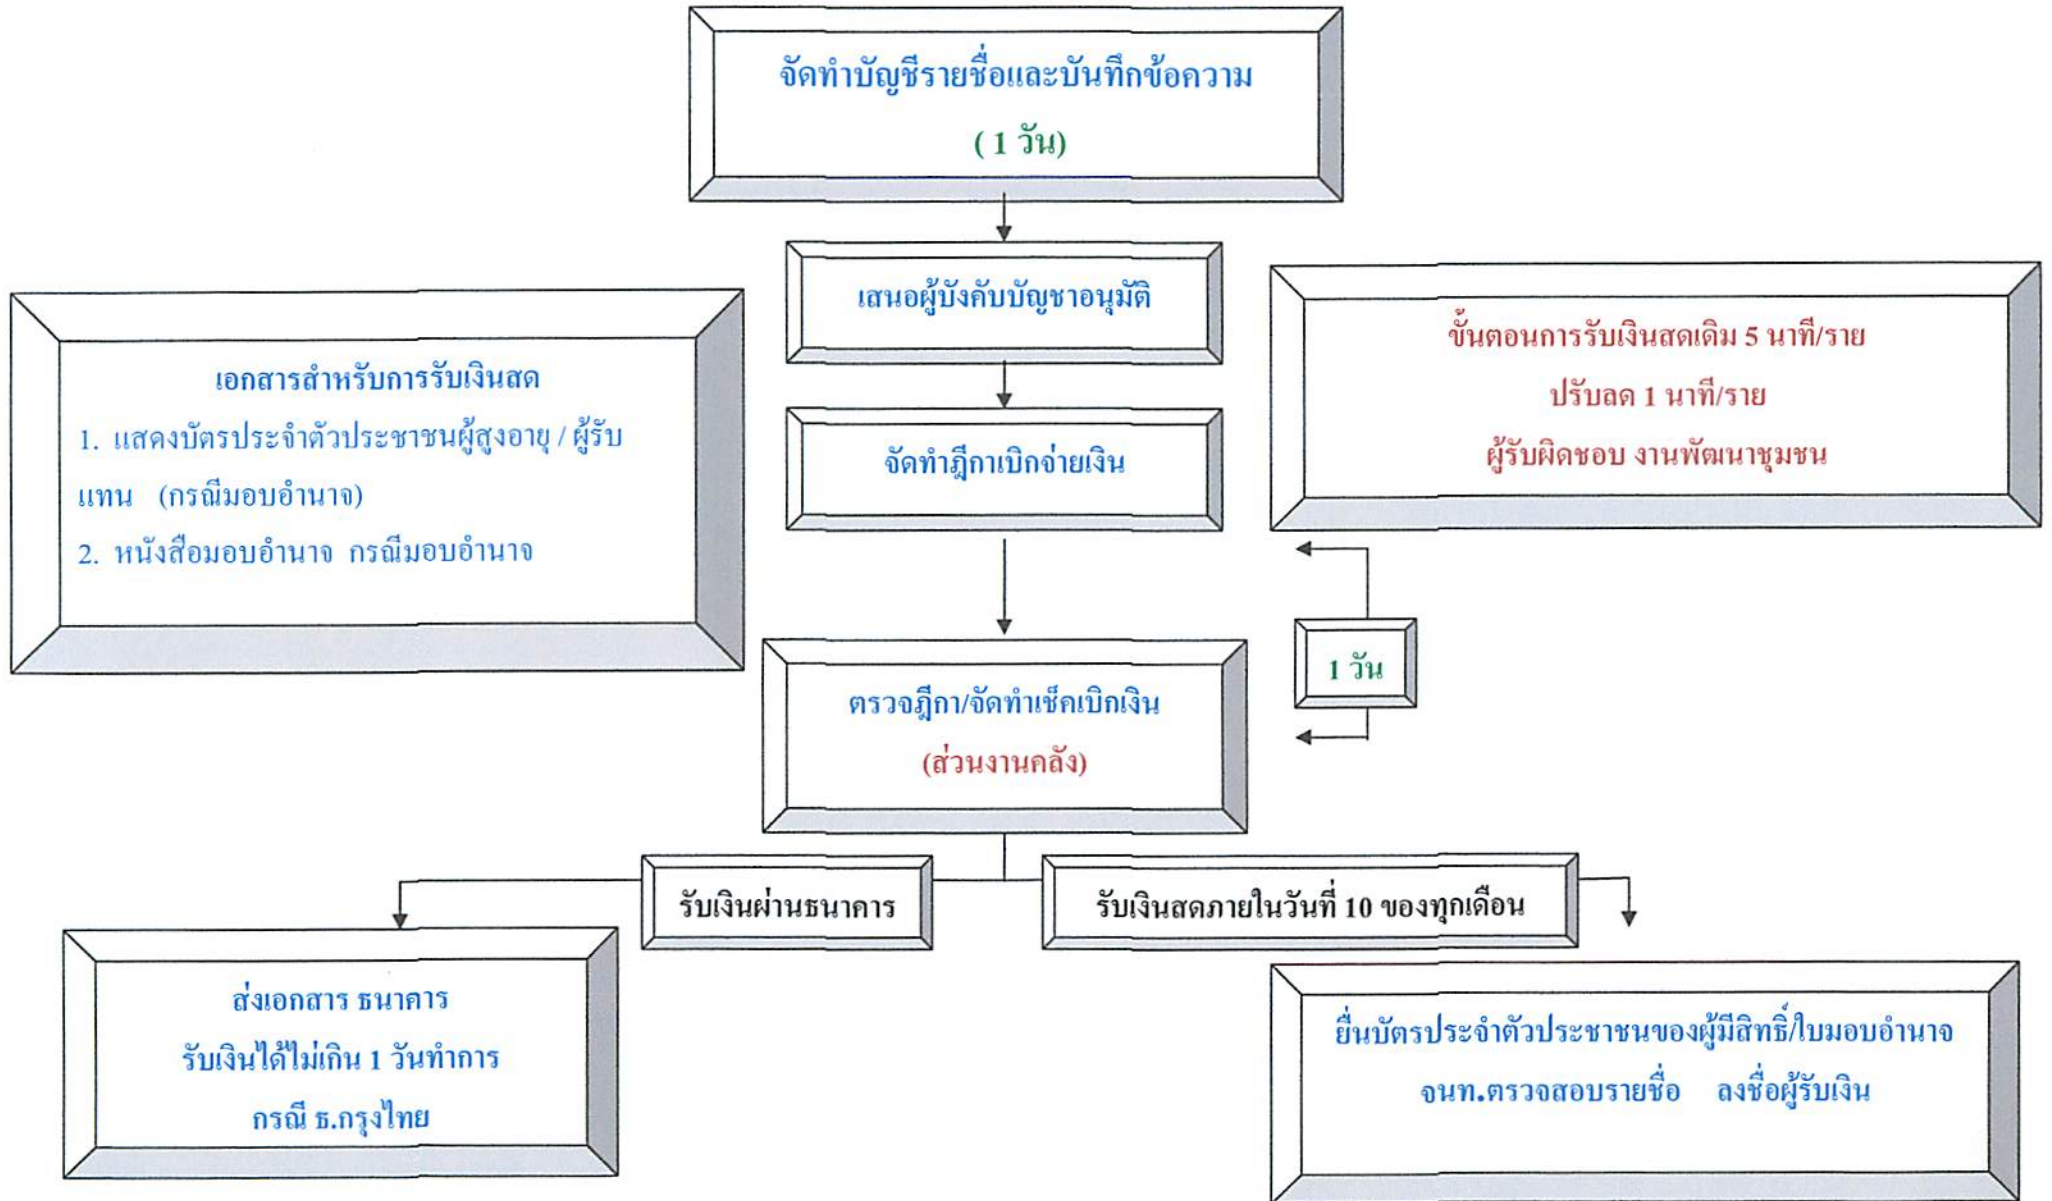 จัดทำบัญชีรายชื่อและบันทึกข้อความ
( 1 วัน)
เสนอผู้บังคับบัญชาอนุมัติ
ขั้นตอนการรับเงินสดเดิม 5 นาที/ราย
ปรับลด 1 นาที/ราย
ผู้รับผิดชอบ งานพัฒนาชุมชน
เอกสารสำหรับการรับเงินสด
1. แสดงบัตรประจำตัวประชาชนผู้สูงอายุ / ผู้รับ
แทน (กรณีมอบอำนาจ)
2. หนังสือมอบอำนาจ กรณีมอบอำนาจ
จัดทำฎีกาเบิกจ่ายเงิน
1 วัน
ตรวจฎีกา/จัดทำเช็คเบิกเงิน
(ส่วนงานคลัง)
รับเงินผ่านธนาคาร
รับเงินสดภายในวันที่ 10 ของทุกเดือน
ส่งเอกสาร ธนาคาร
รับเงินได้ไม่เกิน 1 วันทำการ
กรณี ธ.กรุงไทย
ยื่นบัตรประจำตัวประชาชนของผู้มีสิทธิ์/ใบมอบอำนาจ
จนท.ตรวจสอบรายชื่อ ลงชื่อผู้รับเงิน